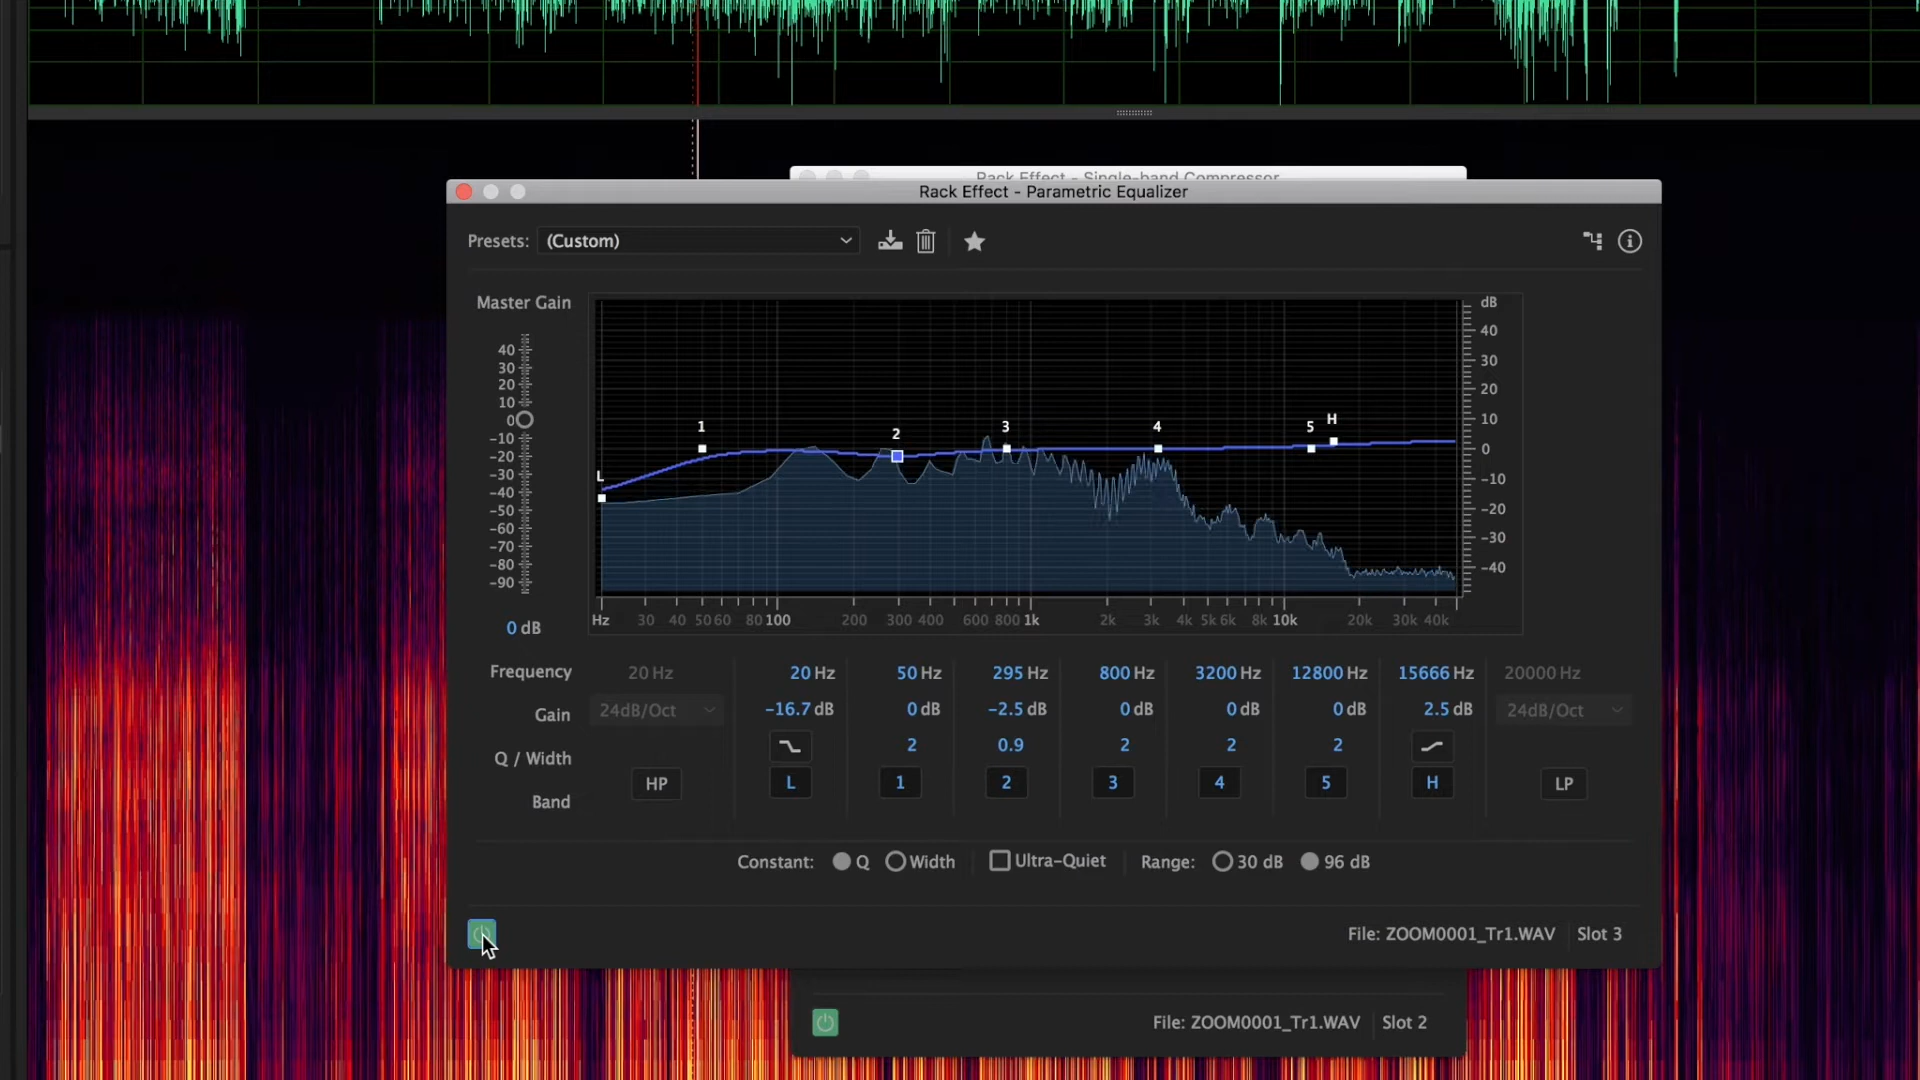 Rack Effect - Single-band Compressor
Rack Effect - Parametric Equalizer
Presets: (Custom)
Master Gain
40
30
20
10
0
-10
-20
-30
-40
-50
-60
-70
-80
-90
0 dB
dB
40
30
20
10
0
-10
-20
-30
-40
L 1 2 3 4 5 H
Hz 30 40 50 60 80 100 200 300 400 600 800 1k 2k 3k 4k 5k 6k 8k 10k 20k 30k 40k
Frequency 20 Hz 20 Hz 50 Hz 295 Hz 800 Hz 3200 Hz 12800 Hz 15666 Hz 20000 Hz
Gain 24dB/Oct -16.7 dB 0 dB -2.5 dB 0 dB 0 dB 0 dB 2.5 dB 24dB/Oct
Q / Width 2 0.9 2 2 2
Band HP L 1 2 3 4 5 H LP
Constant: Q Width Ultra-Quiet Range: 30 dB 96 dB
File: ZOOM0001_Tr1.WAV Slot 3
File: ZOOM0001_Tr1.WAV Slot 2